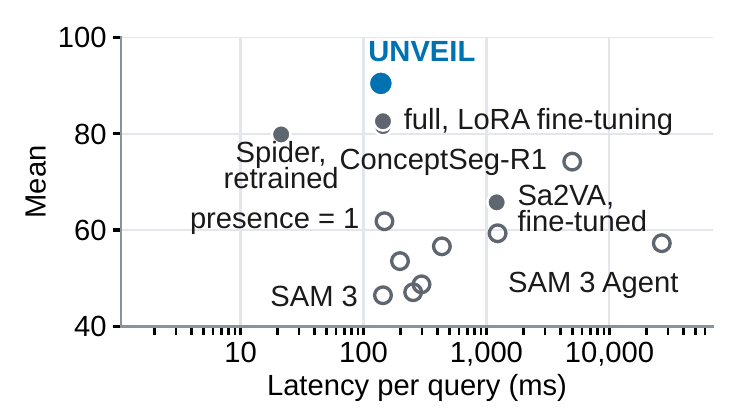 100
UNVEIL
full, LoRA fine-tuning
80
Spider,
retrained
ConceptSeg-R1
Mean
Sa2VA,
fine-tuned
presence = 1
60
SAM 3 Agent
SAM 3
40
10
100
1,000
10,000
Latency per query (ms)